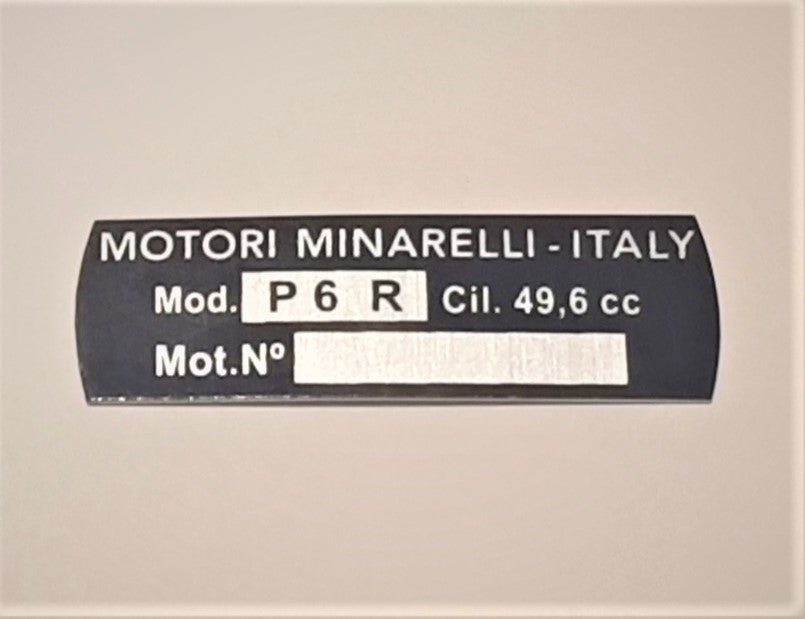 MOTORI MINARELLI - ITALY
Mod. P 6 R Cil. 49,6 cc
Mot.Nº